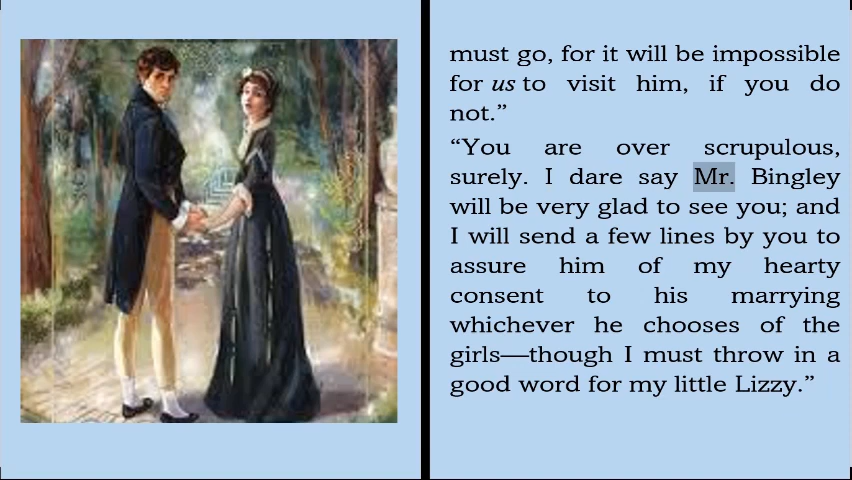 must go, for it will be impossible
for us to visit him, if you do
not.”
“You are over scrupulous,
surely. I dare say Mr. Bingley
will be very glad to see you; and
I will send a few lines by you to
assure him of my hearty
consent to his marrying
whichever he chooses of the
girls—though I must throw in a
good word for my little Lizzy.”